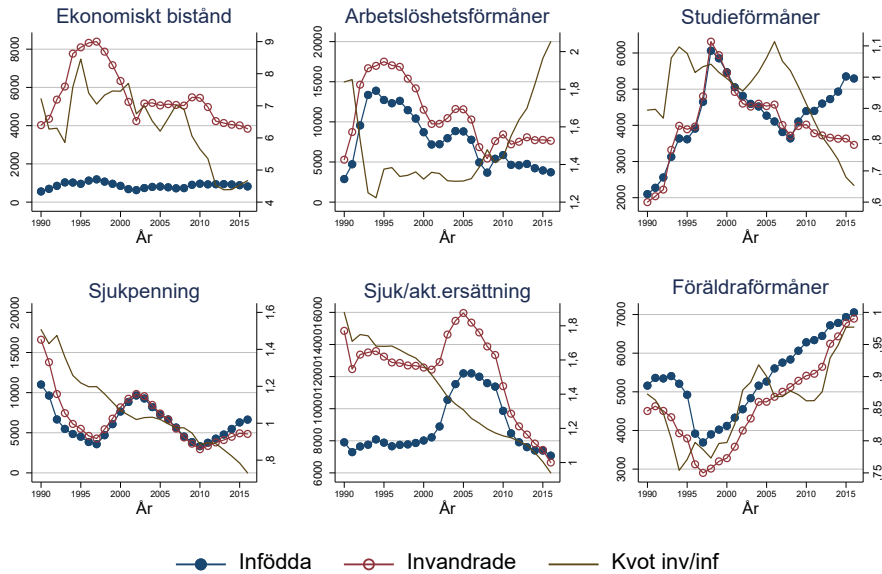 Ekonomiskt bistånd
0 2000 4000 6000 8000
4 5 6 7 8 9
1990 1995 2000 2005 2010 2015
År
Arbetslöshetsförmåner
0 5000 10000 15000 20000
1,2 1,4 1,6 1,8 2
1990 1995 2000 2005 2010 2015
År
Studieförmåner
2000 3000 4000 5000 6000
,6 ,7 ,8 ,9 1 1,1
1990 1995 2000 2005 2010 2015
År
Sjukpenning
0 5000 10000 15000 20000
,8 1 1,2 1,4 1,6
1990 1995 2000 2005 2010 2015
År
Sjuk/akt.ersättning
6000 8000 10000 12000 14000 16000
1 1,2 1,4 1,6 1,8
1990 1995 2000 2005 2010 2015
År
Föräldraförmåner
3000 4000 5000 6000 7000
,75 ,8 ,85 ,9 ,95 1
1990 1995 2000 2005 2010 2015
År
Infödda Invandrade Kvot inv/inf